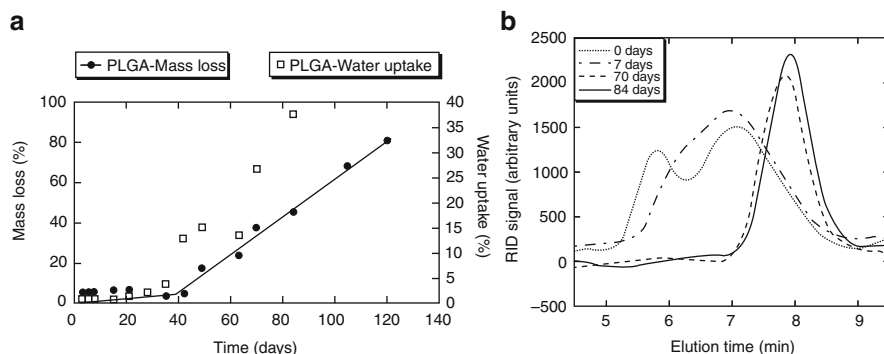 a
PLGA-Mass loss
PLGA-Water uptake
100
80
60
40
20
0
Mass loss (%)
40
35
30
25
20
15
10
5
0
Water uptake (%)
0 20 40 60 80 100 120 140
Time (days)
b
0 days
7 days
70 days
84 days
2500
2000
1500
1000
500
0
–500
RID signal (arbitrary units)
5 6 7 8 9
Elution time (min)